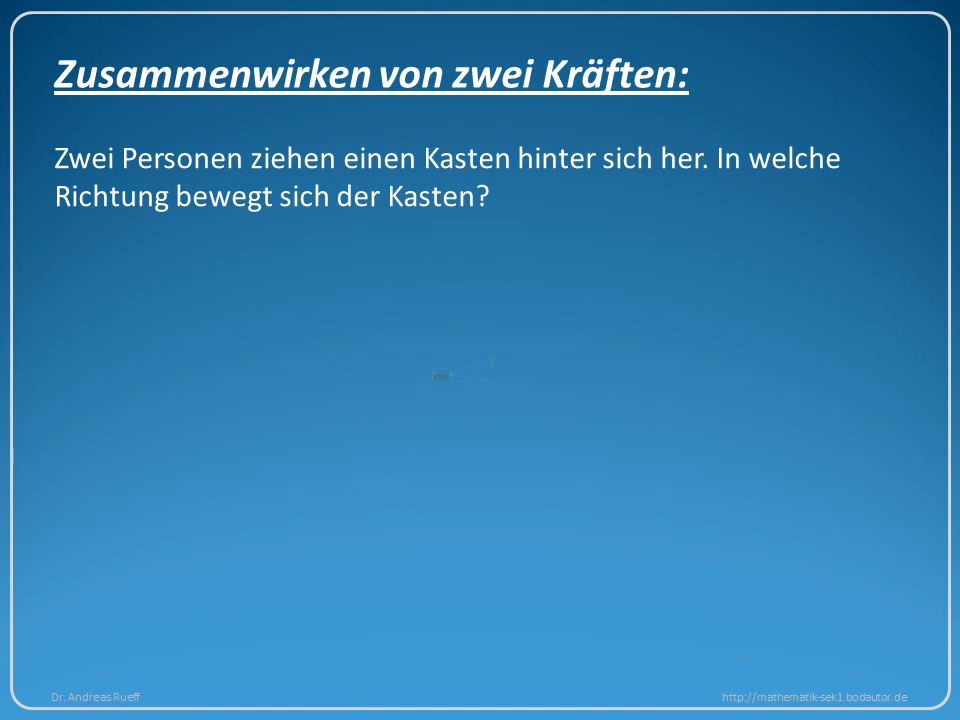 Zusammenwirken von zwei Kräften:
Zwei Personen ziehen einen Kasten hinter sich her. In welche
Richtung bewegt sich der Kasten?
Dr. Andreas Rueff
http://mathematik-sek1.bodautor.de